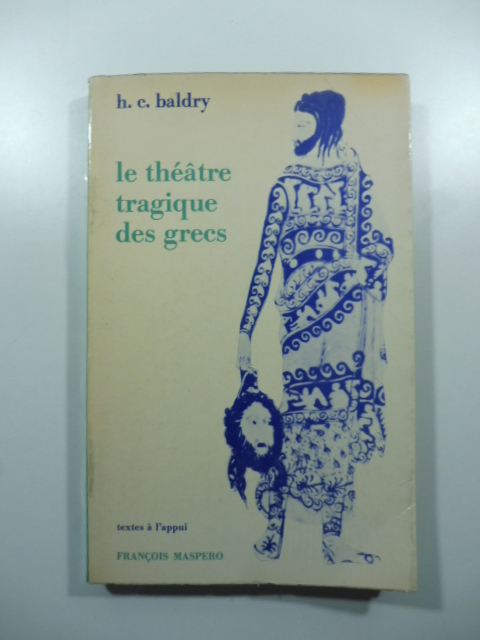 h. c. baldry
le théâtre
tragique
des grecs
textes à l'appui
FRANÇOIS MASPERO